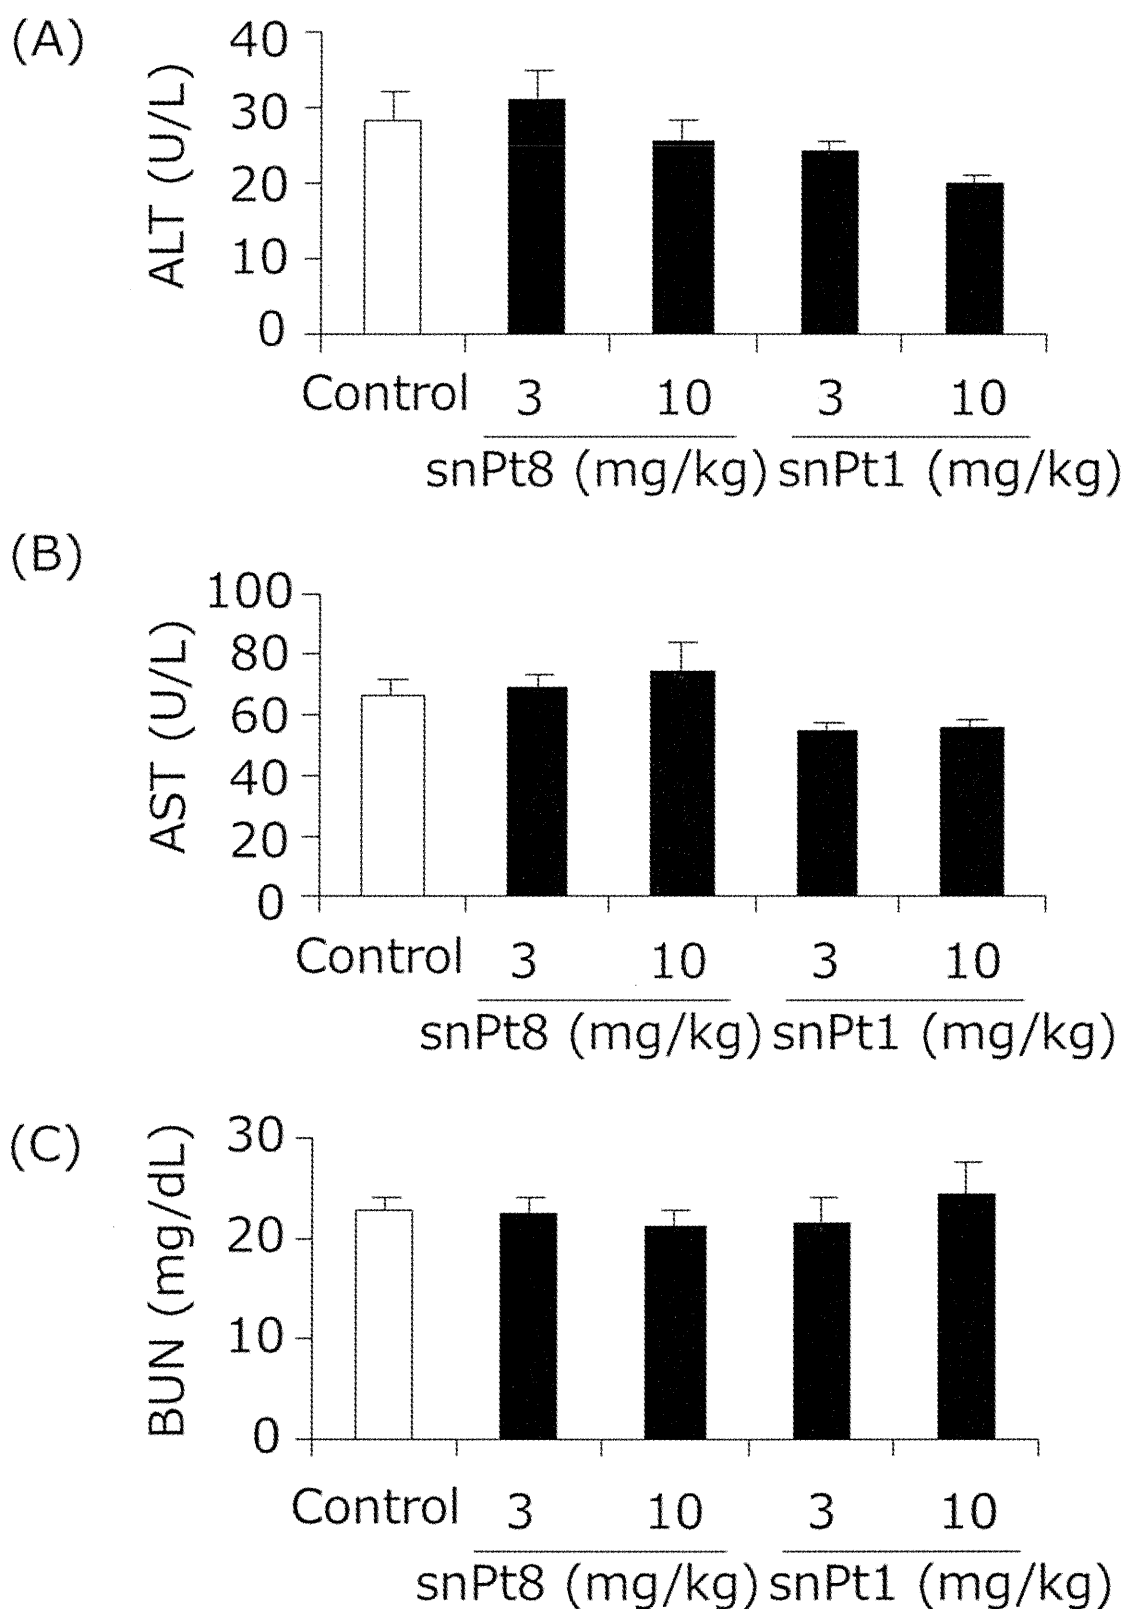 (A)
ALT (U/L)
40
30
20
10
0
Control 3 10 3 10
snPt8 (mg/kg) snPt1 (mg/kg)
(B)
AST (U/L)
100
80
60
40
20
0
Control 3 10 3 10
snPt8 (mg/kg) snPt1 (mg/kg)
(C)
BUN (mg/dL)
30
20
10
0
Control 3 10 3 10
snPt8 (mg/kg) snPt1 (mg/kg)